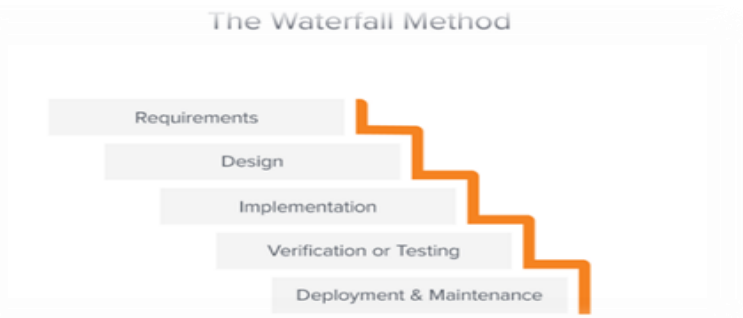 The Waterfall Method
Requirements
Design
Implementation
Verification or Testing
Deployment & Maintenance